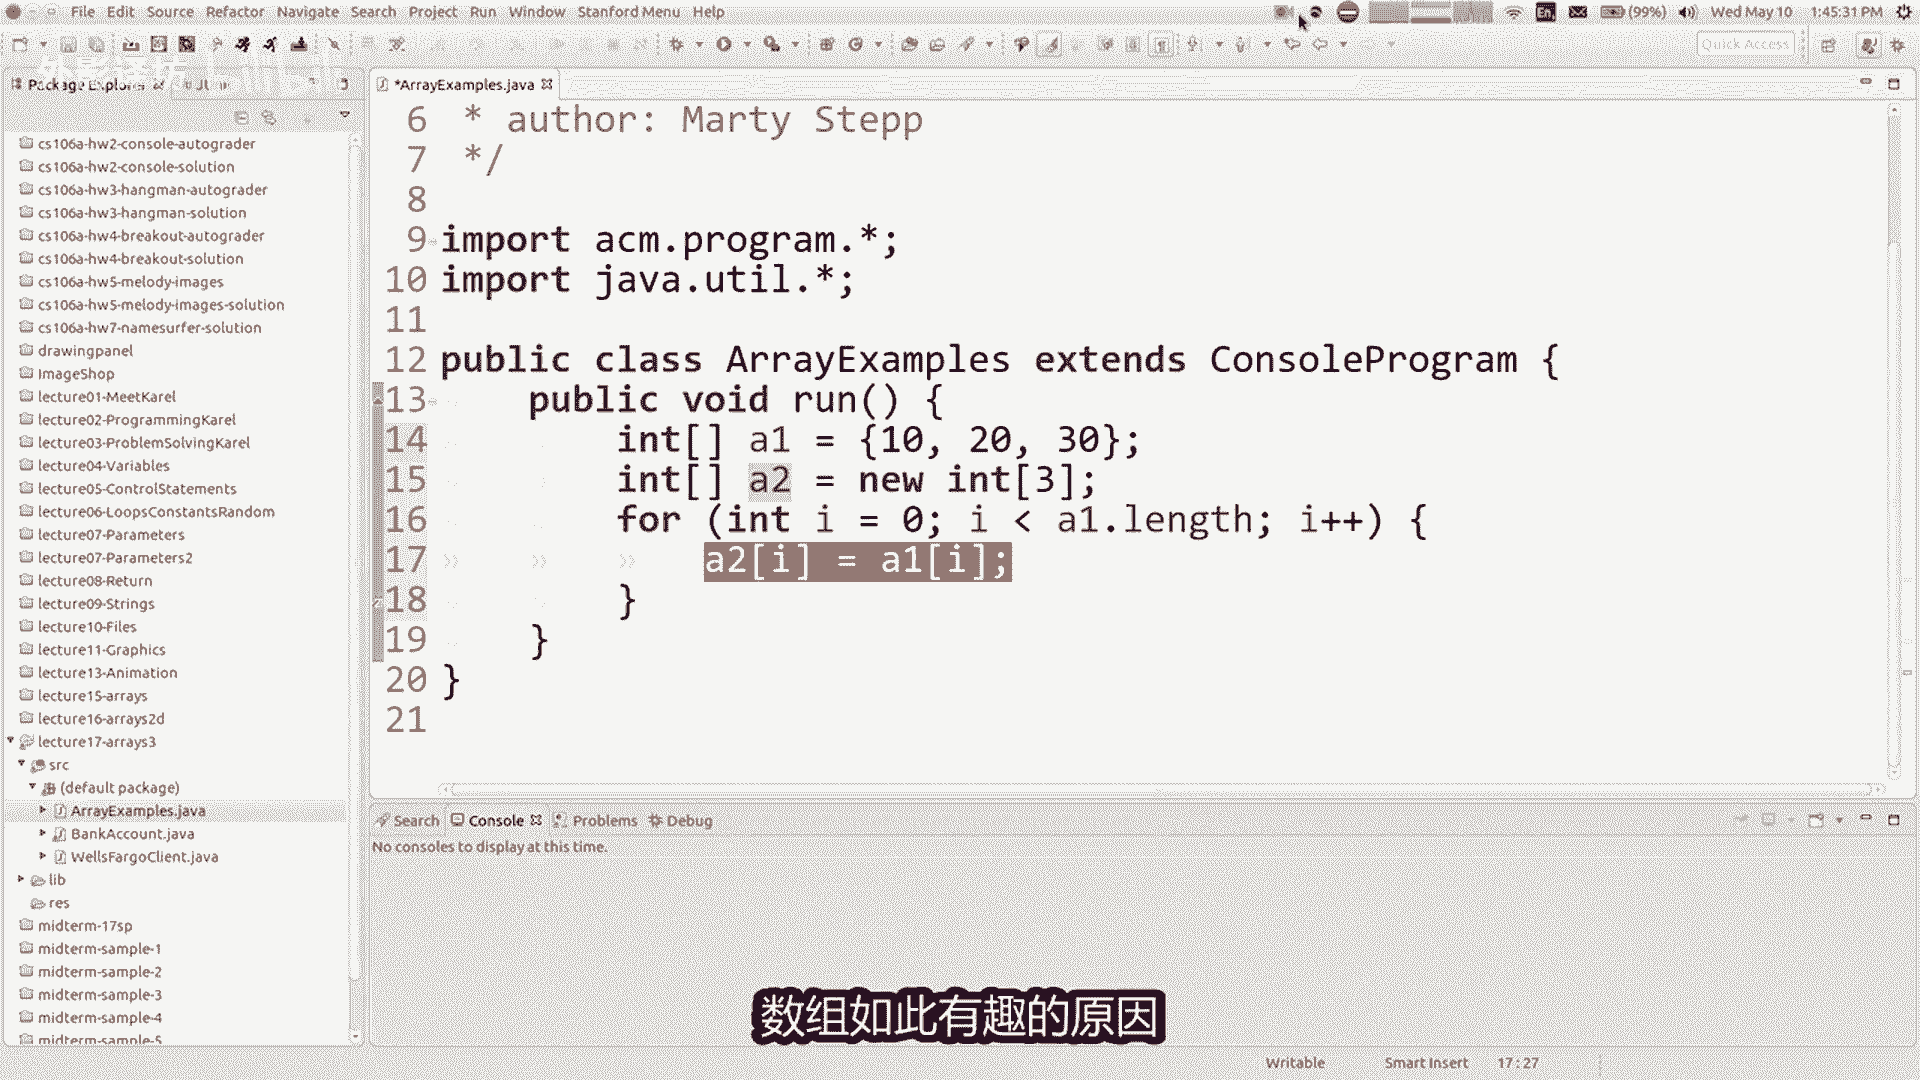 File Edit Source Refactor Navigate Search Project Run Window Stanford Menu Help
En (99%) Wed May 10 1:45:31 PM
Quick Access
Package Explorer
*ArrayExamples.java
cs106a-hw2-console-autograder
cs106a-hw2-console-solution
cs106a-hw3-hangman-autograder
cs106a-hw3-hangman-solution
cs106a-hw4-breakout-autograder
cs106a-hw4-breakout-solution
cs106a-hw5-melody-images
cs106a-hw5-melody-images-solution
cs106a-hw7-namesurfer-solution
drawingpanel
ImageShop
lecture01-MeetKarel
lecture02-ProgrammingKarel
lecture03-ProblemSolvingKarel
lecture04-Variables
lecture05-ControlStatements
lecture06-LoopsConstantsRandom
lecture07-Parameters
lecture07-Parameters2
lecture08-Return
lecture09-Strings
lecture10-Files
lecture11-Graphics
lecture13-Animation
lecture15-arrays
lecture16-arrays2d
lecture17-arrays3
src
(default package)
ArrayExamples.java
BankAccount.java
WellsFargoClient.java
lib
res
midterm-17sp
midterm-sample-1
midterm-sample-2
midterm-sample-3
midterm-sample-4
midterm-sample-5
6 * author: Marty Stepp
7 */
8
9 import acm.program.*;
10 import java.util.*;
11
12 public class ArrayExamples extends ConsoleProgram {
13 public void run() {
14 int[] a1 = {10, 20, 30};
15 int[] a2 = new int[3];
16 for (int i = 0; i < a1.length; i++) {
17 a2[i] = a1[i];
18 }
19 }
20 }
21
Search Console Problems Debug
No consoles to display at this time.
数组如此有趣的原因
Writable Smart Insert 17:27